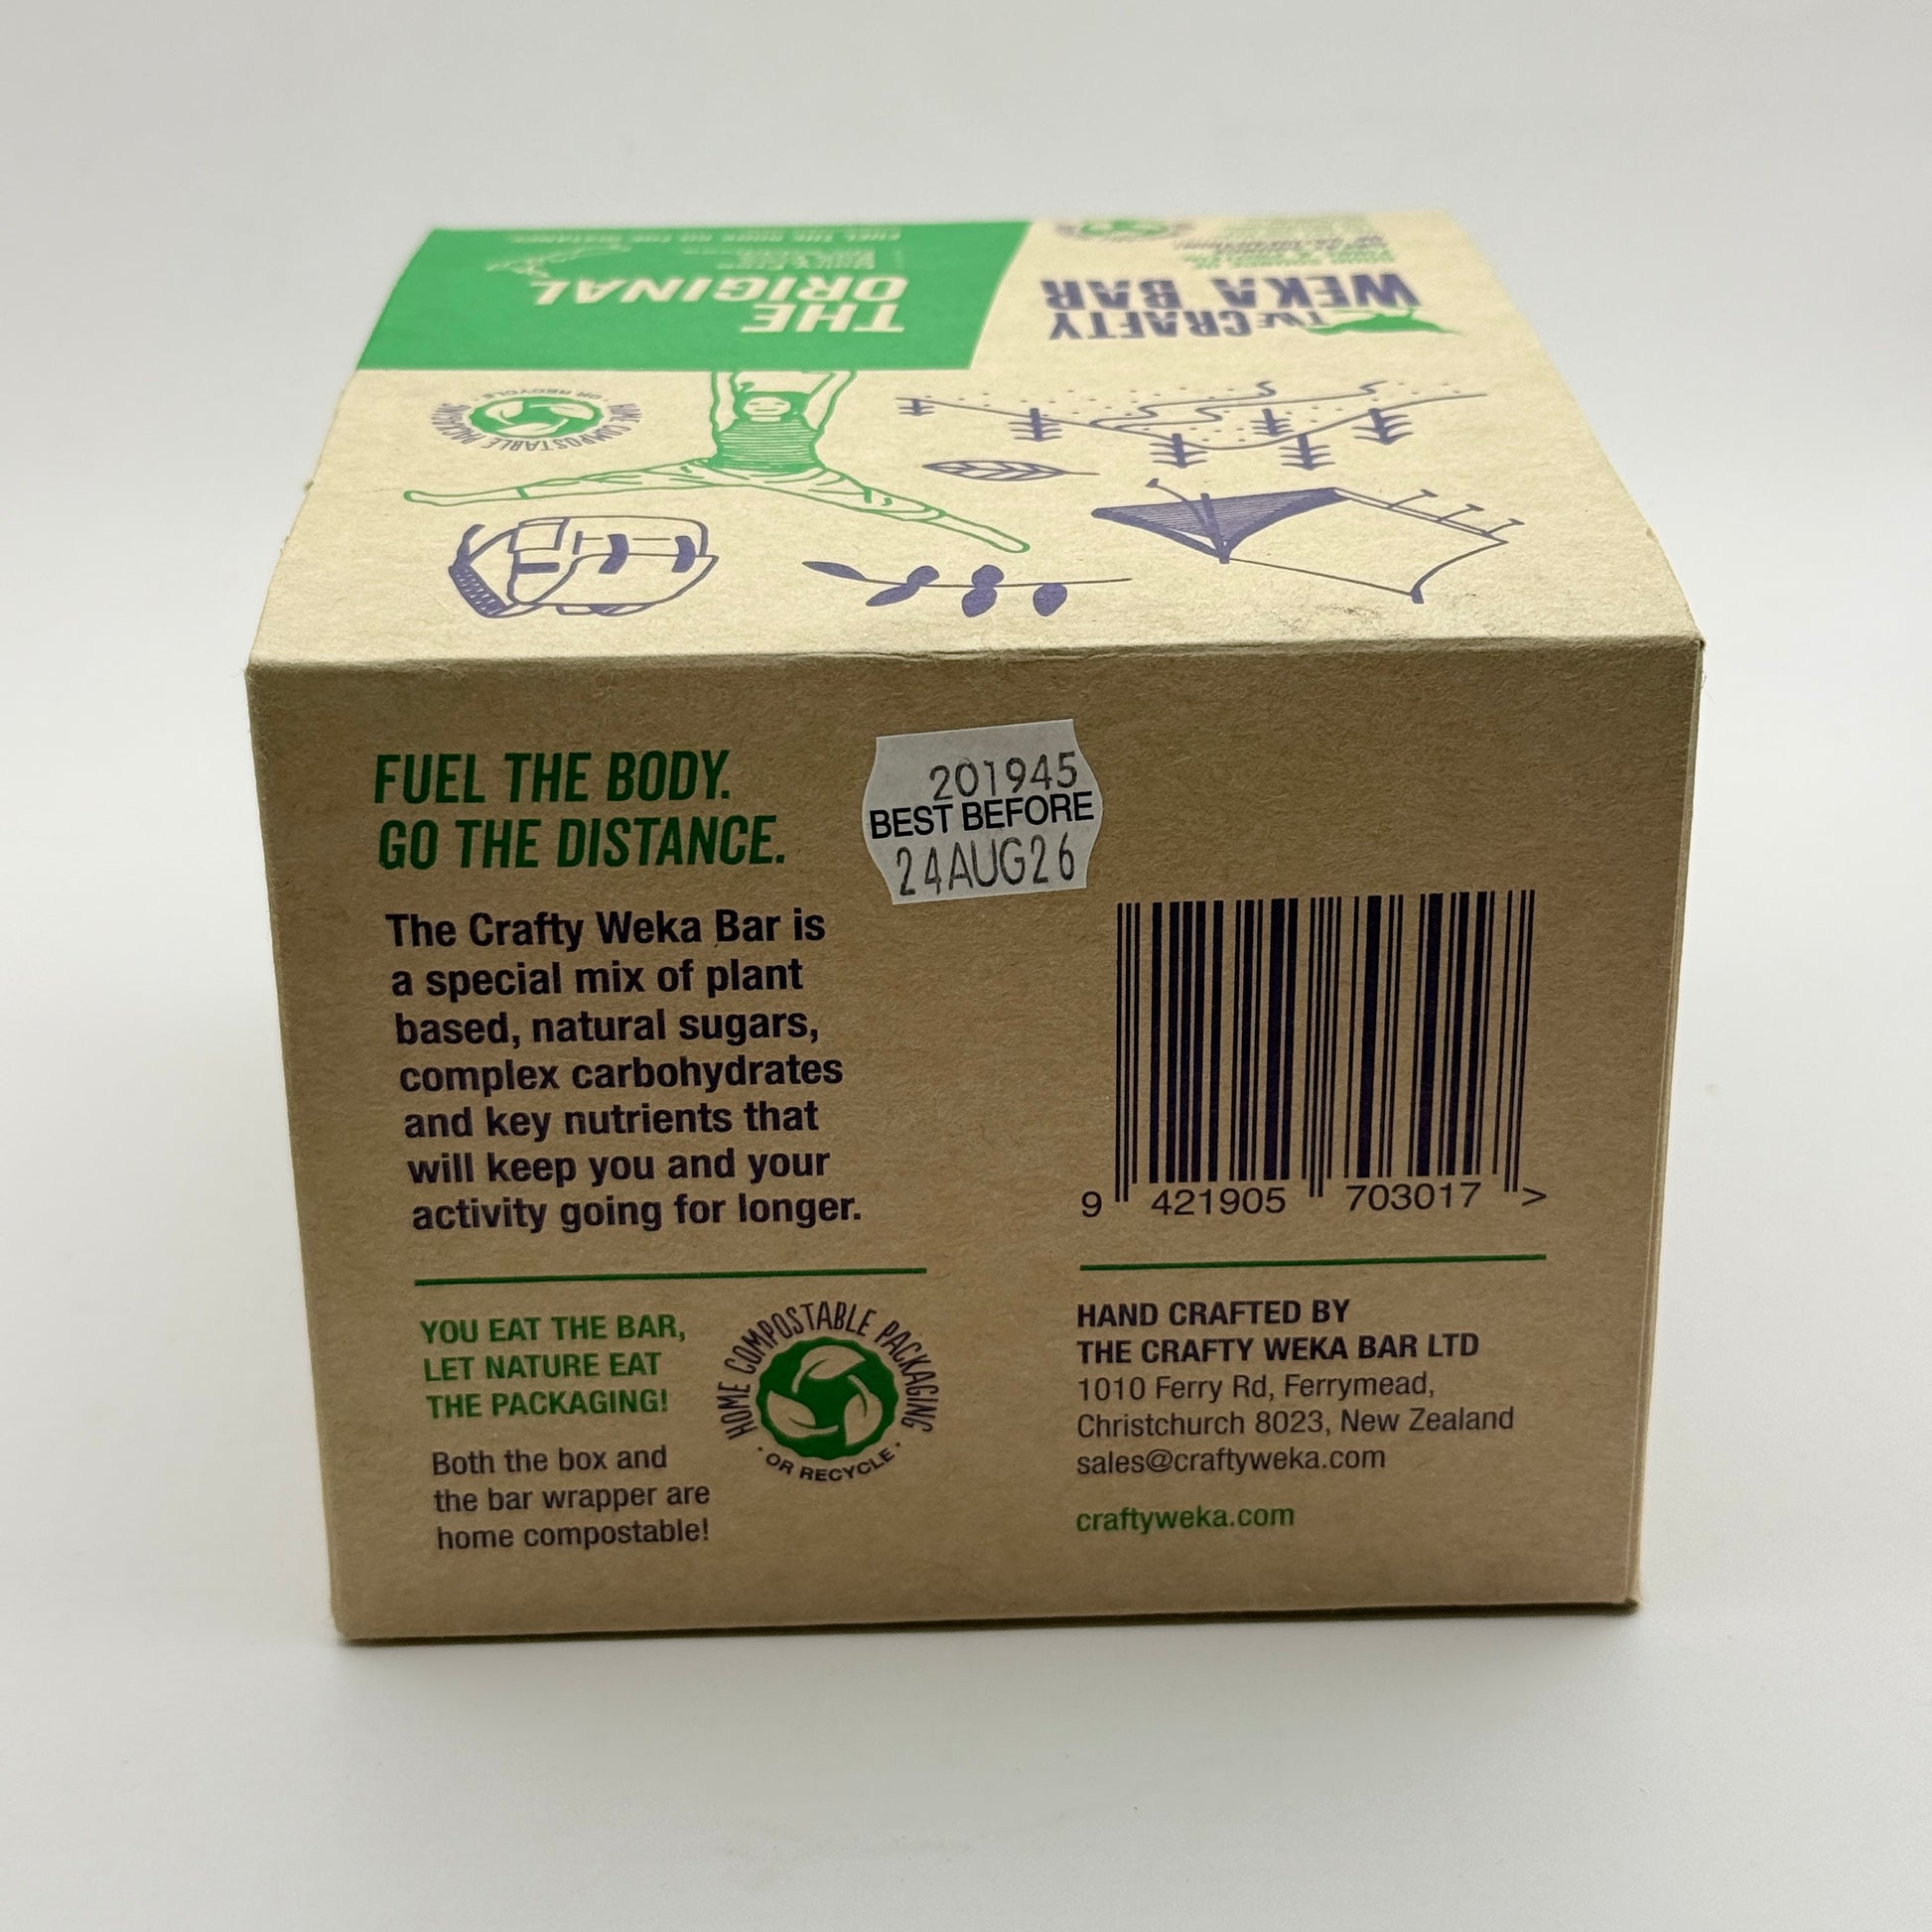 THE
ORIGINAL
THE CRAFTY
WEKA BAR
HOME COMPOSTABLE PACKAGING
· OR RECYCLE ·
FUEL THE BODY.
GO THE DISTANCE.
The Crafty Weka Bar is
a special mix of plant
based, natural sugars,
complex carbohydrates
and key nutrients that
will keep you and your
activity going for longer.
YOU EAT THE BAR,
LET NATURE EAT
THE PACKAGING!
Both the box and
the bar wrapper are
home compostable!
HOME COMPOSTABLE PACKAGING
· OR RECYCLE ·
201945
BEST BEFORE
24AUG26
9 421905 703017 >
HAND CRAFTED BY
THE CRAFTY WEKA BAR LTD
1010 Ferry Rd, Ferrymead,
Christchurch 8023, New Zealand
sales@craftyweka.com
craftyweka.com